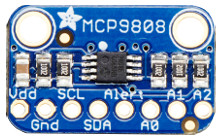 MCP9808
Vdd SCL Alert A1 A2
Gnd SDA A0